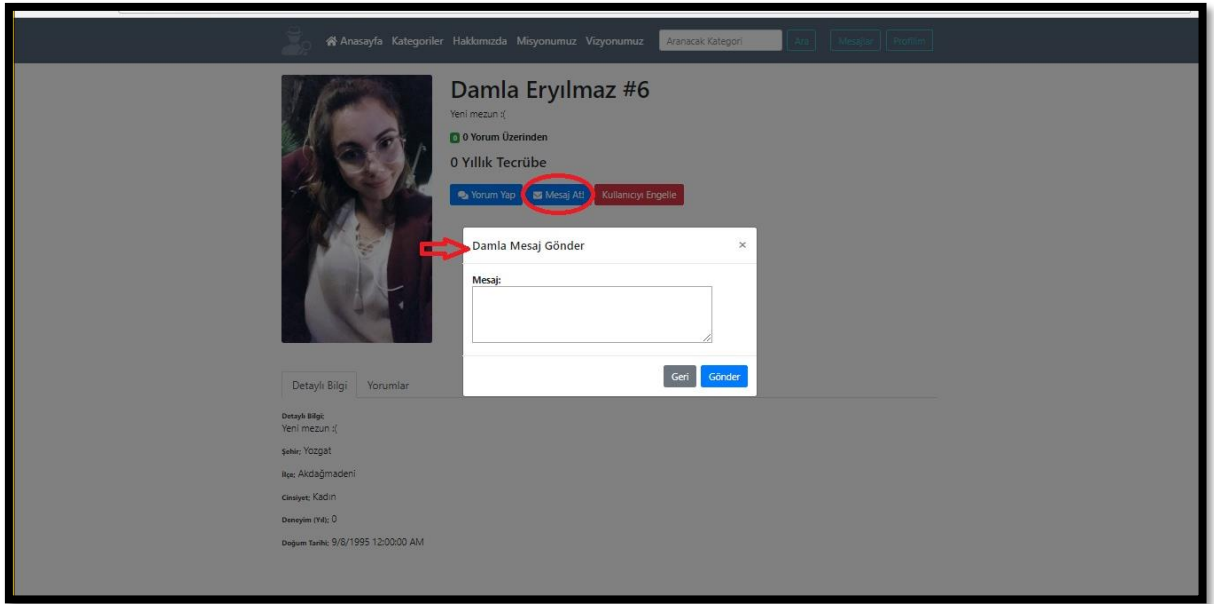 Anasayfa Kategoriler Hakkımızda Misyonumuz Vizyonumuz Aranacak Kategori Ara Mesajlar Profilim
Damla Eryılmaz #6
Yeni mezun :(
0 0 Yorum Üzerinden
0 Yıllık Tecrübe
Yorum Yap Mesaj At! Kullanıcıyı Engelle
Damla Mesaj Gönder ×
Mesaj:
Geri Gönder
Detaylı Bilgi Yorumlar
Detaylı Bilgi;
Yeni mezun :(
Şehir; Yozgat
İlçe; Akdağmadeni
Cinsiyet; Kadın
Deneyim (Yıl); 0
Doğum Tarihi; 9/8/1995 12:00:00 AM